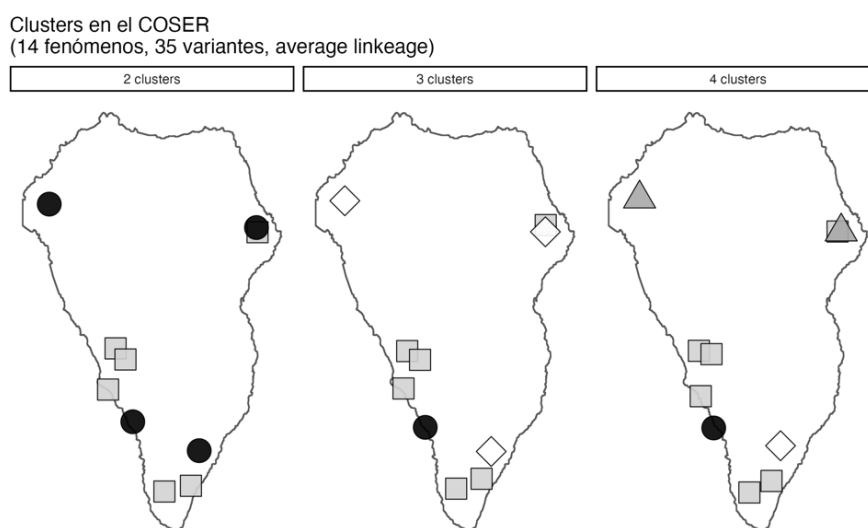 Clusters en el COSER
(14 fenómenos, 35 variantes, average linkeage)
2 clusters
3 clusters
4 clusters